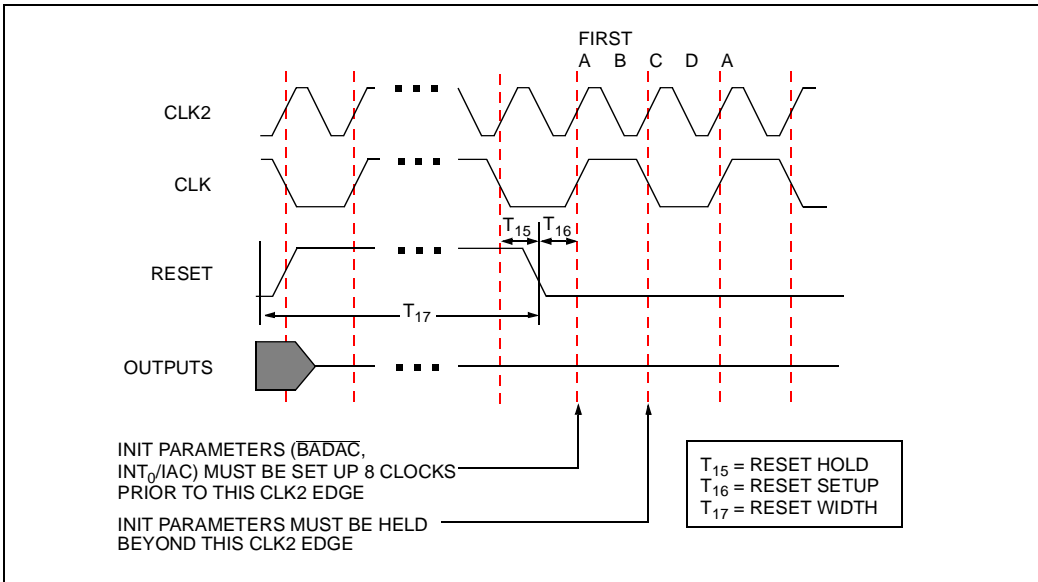 FIRST
A B C D A
CLK2
CLK
T15 T16
RESET
T17
OUTPUTS
INIT PARAMETERS (BADAC,
INT0/IAC) MUST BE SET UP 8 CLOCKS
PRIOR TO THIS CLK2 EDGE
INIT PARAMETERS MUST BE HELD
BEYOND THIS CLK2 EDGE
T15 = RESET HOLD
T16 = RESET SETUP
T17 = RESET WIDTH